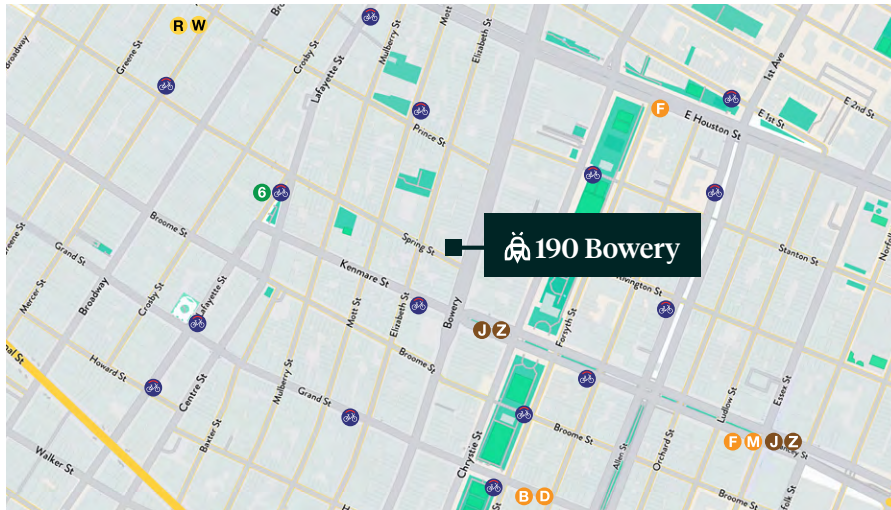 R W
Broadway
Greene St
Crosby St
Lafayette St
Mulberry St
Mott
Elizabeth St
1st Ave
E 2nd St
E 1st St
E Houston St
F
Prince St
6
Spring St
190 Bowery
Stanton St
Norfolk
Broome St
Kenmare St
Grand St
Greene St
Mercer St
Broadway
Crosby St
Lafayette St
Mott St
Elizabeth St
Bowery
J Z
Forsyth St
Rivington St
Howard St
Centre St
Mulberry St
Broome St
Grand St
Baxter St
Walker St
Chrystie St
Broome St
Allen St
Orchard St
Ludlow St
Essex St
F M J Z
B D
Broome St